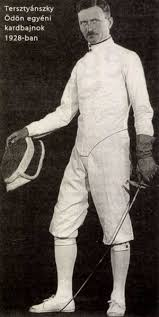 Tersztyánszky
Ödön egyéni
kardbajnok
1928-ban